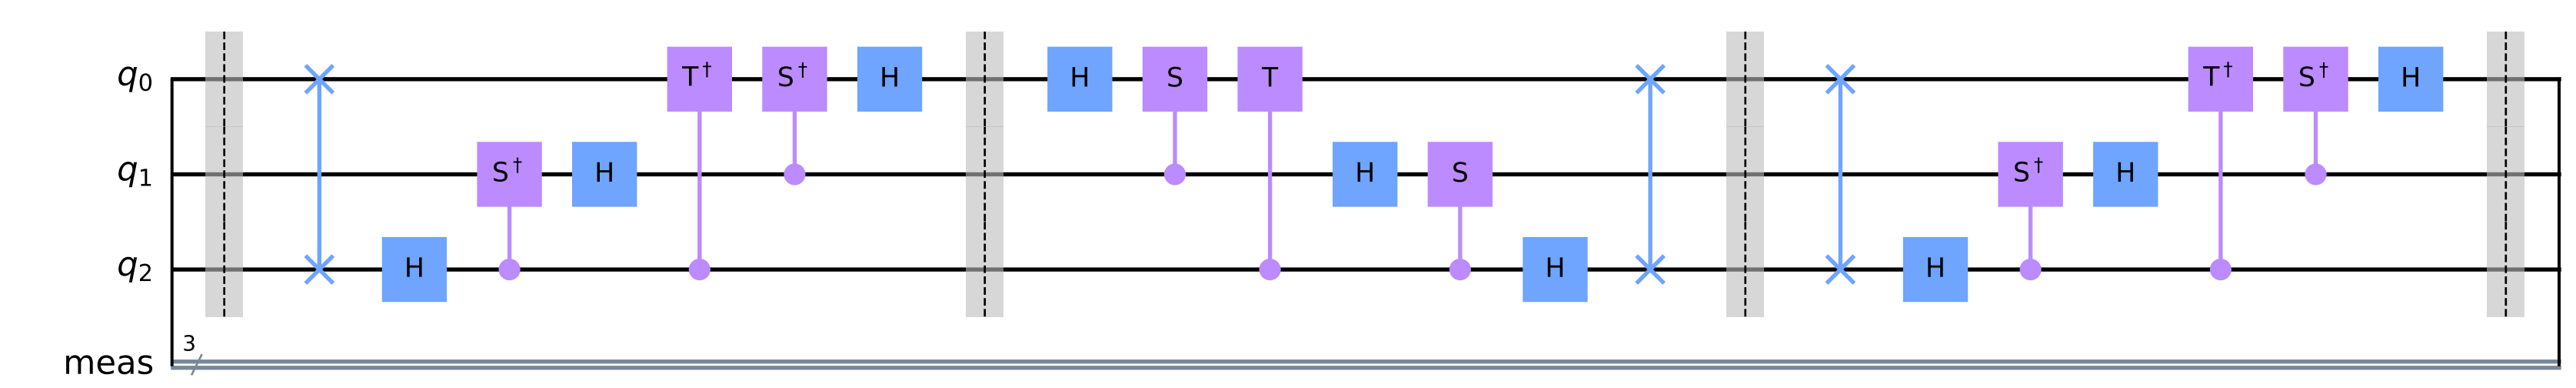 q0 T† S† H H S T T† S† H
q1 S† H H S S† H
q2 H H H
3
meas